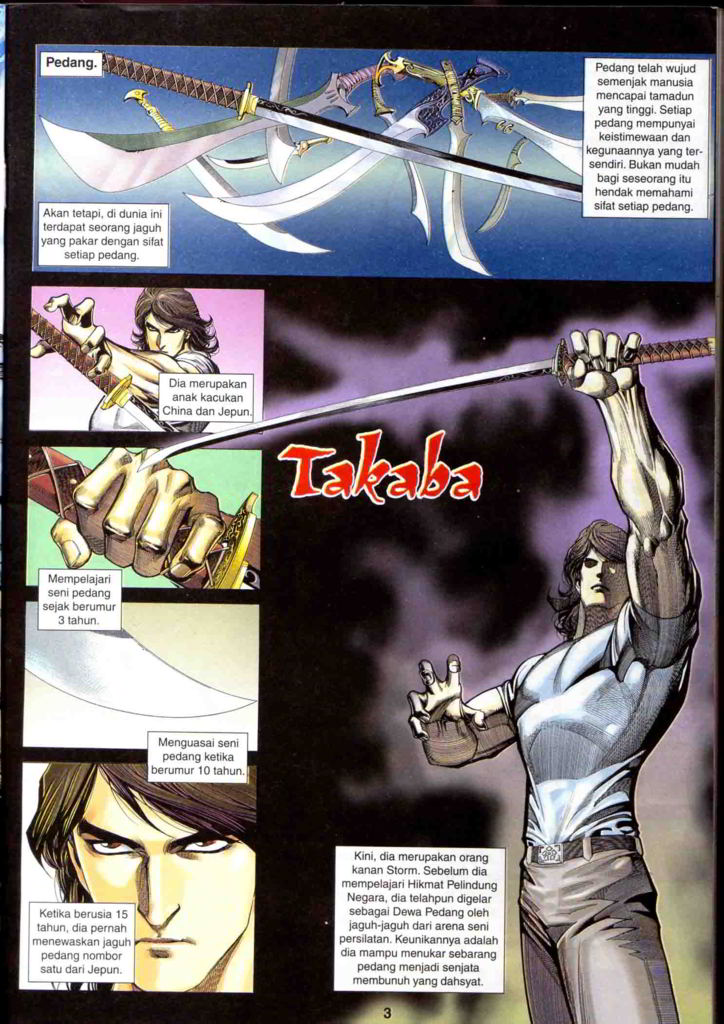 Pedang.
Pedang telah wujud
semenjak manusia
mencapai tamadun
yang tinggi. Setiap
pedang mempunyai
keistimewaan dan
kegunaannya yang ter-
sendiri. Bukan mudah
bagi seseorang itu
hendak memahami
sifat setiap pedang.
Akan tetapi, di dunia ini
terdapat seorang jaguh
yang pakar dengan sifat
setiap pedang.
Dia merupakan
anak kacukan
China dan Jepun.
Takaba
Mempelajari
seni pedang
sejak berumur
3 tahun.
Menguasai seni
pedang ketika
berumur 10 tahun.
Ketika berusia 15
tahun, dia pernah
menewaskan jaguh
pedang nombor
satu dari Jepun.
Kini, dia merupakan orang
kanan Storm. Sebelum dia
mempelajari Hikmat Pelindung
Negara, dia telahpun digelar
sebagai Dewa Pedang oleh
jaguh-jaguh dari arena seni
persilatan. Keunikannya adalah
dia mampu menukar sebarang
pedang menjadi senjata
membunuh yang dahsyat.
3